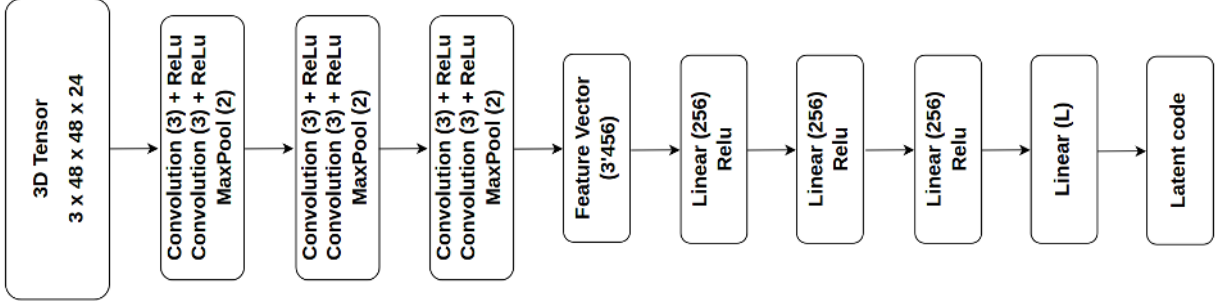 3D Tensor
3 x 48 x 48 x 24
Convolution (3) + ReLu
Convolution (3) + ReLu
MaxPool (2)
Convolution (3) + ReLu
Convolution (3) + ReLu
MaxPool (2)
Convolution (3) + ReLu
Convolution (3) + ReLu
MaxPool (2)
Feature Vector
(3'456)
Linear (256)
Relu
Linear (256)
Relu
Linear (256)
Relu
Linear (L)
Latent code